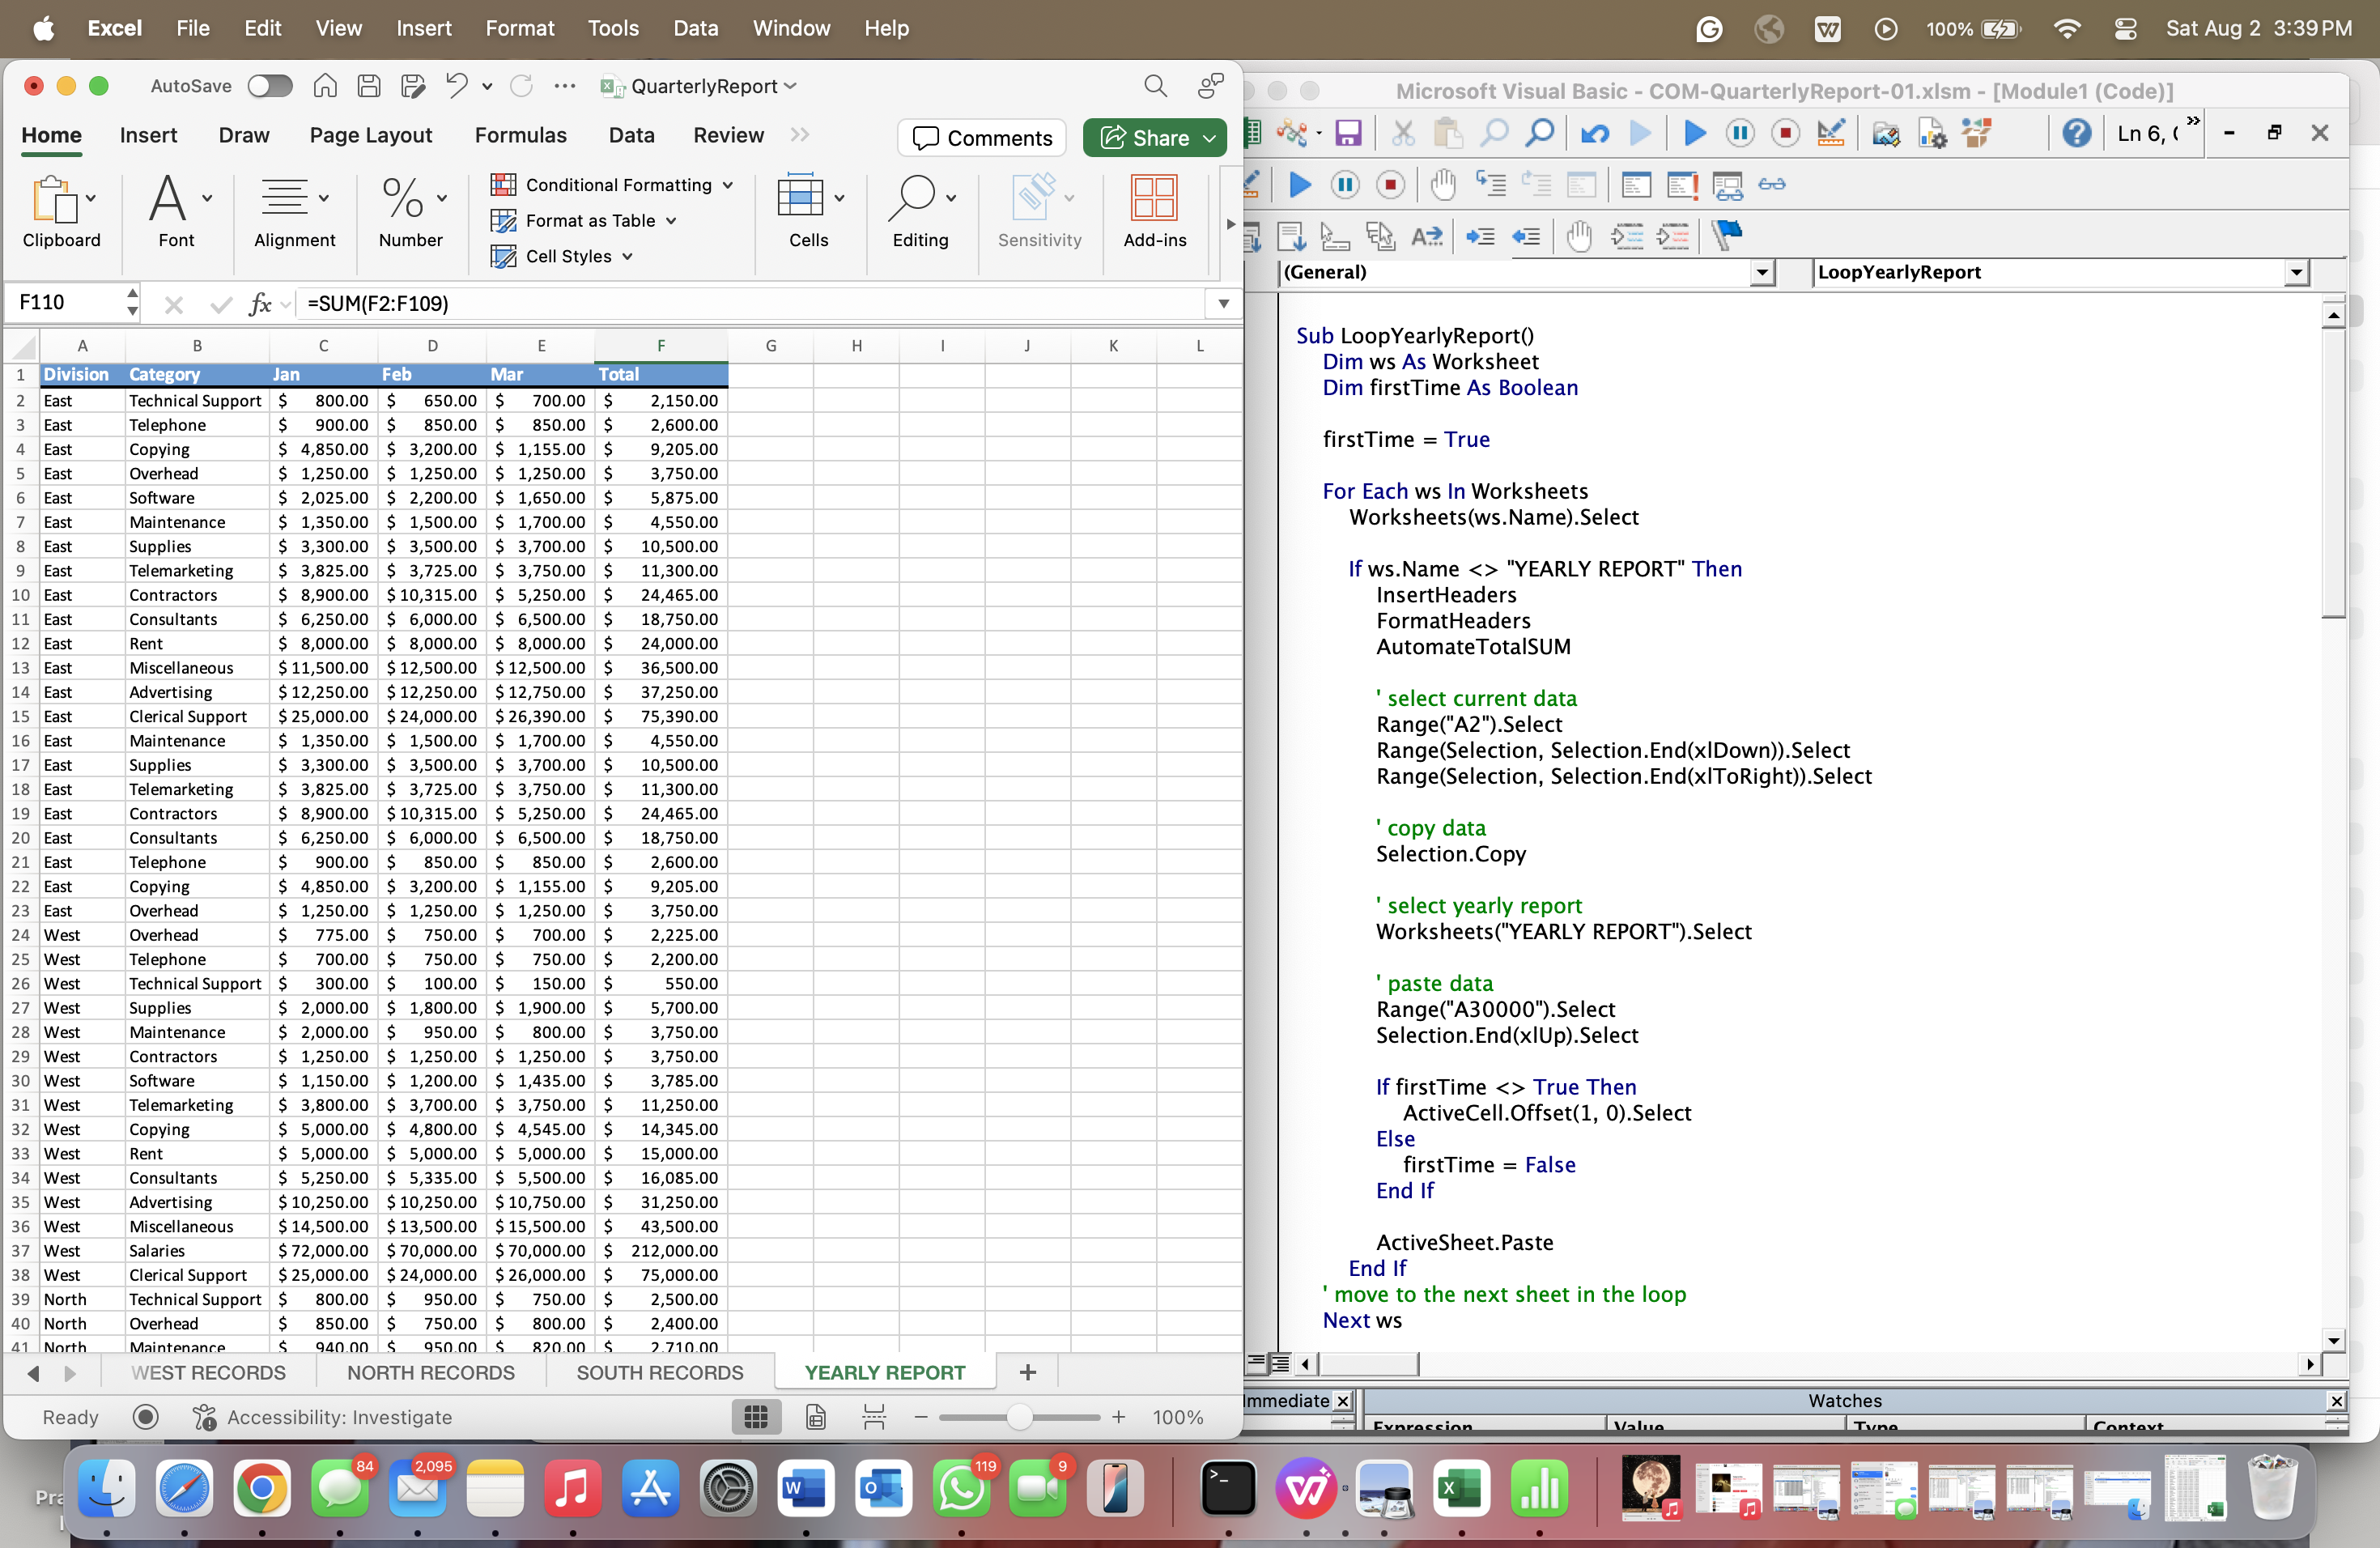 Excel File Edit View Insert Format Tools Data Window Help 100% Sat Aug 2 3:39 PM
AutoSave QuarterlyReport
Home Insert Draw Page Layout Formulas Data Review Comments Share
Clipboard Font Alignment Number Conditional Formatting Format as Table Cell Styles Cells Editing Sensitivity Add-ins
F110 fx =SUM(F2:F109)
A B C D E F G H I J K L
1 Division Category Jan Feb Mar Total
2 East Technical Support $ 800.00 $ 650.00 $ 700.00 $ 2,150.00
3 East Telephone $ 900.00 $ 850.00 $ 850.00 $ 2,600.00
4 East Copying $ 4,850.00 $ 3,200.00 $ 1,155.00 $ 9,205.00
5 East Overhead $ 1,250.00 $ 1,250.00 $ 1,250.00 $ 3,750.00
6 East Software $ 2,025.00 $ 2,200.00 $ 1,650.00 $ 5,875.00
7 East Maintenance $ 1,350.00 $ 1,500.00 $ 1,700.00 $ 4,550.00
8 East Supplies $ 3,300.00 $ 3,500.00 $ 3,700.00 $ 10,500.00
9 East Telemarketing $ 3,825.00 $ 3,725.00 $ 3,750.00 $ 11,300.00
10 East Contractors $ 8,900.00 $ 10,315.00 $ 5,250.00 $ 24,465.00
11 East Consultants $ 6,250.00 $ 6,000.00 $ 6,500.00 $ 18,750.00
12 East Rent $ 8,000.00 $ 8,000.00 $ 8,000.00 $ 24,000.00
13 East Miscellaneous $ 11,500.00 $ 12,500.00 $ 12,500.00 $ 36,500.00
14 East Advertising $ 12,250.00 $ 12,250.00 $ 12,750.00 $ 37,250.00
15 East Clerical Support $ 25,000.00 $ 24,000.00 $ 26,390.00 $ 75,390.00
16 East Maintenance $ 1,350.00 $ 1,500.00 $ 1,700.00 $ 4,550.00
17 East Supplies $ 3,300.00 $ 3,500.00 $ 3,700.00 $ 10,500.00
18 East Telemarketing $ 3,825.00 $ 3,725.00 $ 3,750.00 $ 11,300.00
19 East Contractors $ 8,900.00 $ 10,315.00 $ 5,250.00 $ 24,465.00
20 East Consultants $ 6,250.00 $ 6,000.00 $ 6,500.00 $ 18,750.00
21 East Telephone $ 900.00 $ 850.00 $ 850.00 $ 2,600.00
22 East Copying $ 4,850.00 $ 3,200.00 $ 1,155.00 $ 9,205.00
23 East Overhead $ 1,250.00 $ 1,250.00 $ 1,250.00 $ 3,750.00
24 West Overhead $ 775.00 $ 750.00 $ 700.00 $ 2,225.00
25 West Telephone $ 700.00 $ 750.00 $ 750.00 $ 2,200.00
26 West Technical Support $ 300.00 $ 100.00 $ 150.00 $ 550.00
27 West Supplies $ 2,000.00 $ 1,800.00 $ 1,900.00 $ 5,700.00
28 West Maintenance $ 2,000.00 $ 950.00 $ 800.00 $ 3,750.00
29 West Contractors $ 1,250.00 $ 1,250.00 $ 1,250.00 $ 3,750.00
30 West Software $ 1,150.00 $ 1,200.00 $ 1,435.00 $ 3,785.00
31 West Telemarketing $ 3,800.00 $ 3,700.00 $ 3,750.00 $ 11,250.00
32 West Copying $ 5,000.00 $ 4,800.00 $ 4,545.00 $ 14,345.00
33 West Rent $ 5,000.00 $ 5,000.00 $ 5,000.00 $ 15,000.00
34 West Consultants $ 5,250.00 $ 5,335.00 $ 5,500.00 $ 16,085.00
35 West Advertising $ 10,250.00 $ 10,250.00 $ 10,750.00 $ 31,250.00
36 West Miscellaneous $ 14,500.00 $ 13,500.00 $ 15,500.00 $ 43,500.00
37 West Salaries $ 72,000.00 $ 70,000.00 $ 70,000.00 $ 212,000.00
38 West Clerical Support $ 25,000.00 $ 24,000.00 $ 26,000.00 $ 75,000.00
39 North Technical Support $ 800.00 $ 950.00 $ 750.00 $ 2,500.00
40 North Overhead $ 850.00 $ 750.00 $ 800.00 $ 2,400.00
41 North Maintenance $ 940.00 $ 950.00 $ 820.00 $ 2,710.00
WEST RECORDS NORTH RECORDS SOUTH RECORDS YEARLY REPORT +
Ready Accessibility: Investigate 100%
Microsoft Visual Basic - COM-QuarterlyReport-01.xlsm - [Module1 (Code)]
Ln 6, (
(General) LoopYearlyReport
Sub LoopYearlyReport()
Dim ws As Worksheet
Dim firstTime As Boolean
firstTime = True
For Each ws In Worksheets
Worksheets(ws.Name).Select
If ws.Name <> "YEARLY REPORT" Then
InsertHeaders
FormatHeaders
AutomateTotalSUM
' select current data
Range("A2").Select
Range(Selection, Selection.End(xlDown)).Select
Range(Selection, Selection.End(xlToRight)).Select
' copy data
Selection.Copy
' select yearly report
Worksheets("YEARLY REPORT").Select
' paste data
Range("A30000").Select
Selection.End(xlUp).Select
If firstTime <> True Then
ActiveCell.Offset(1, 0).Select
Else
firstTime = False
End If
ActiveSheet.Paste
End If
' move to the next sheet in the loop
Next ws
Immediate Watches
Expression Value Type Context
84 2,095 119 9